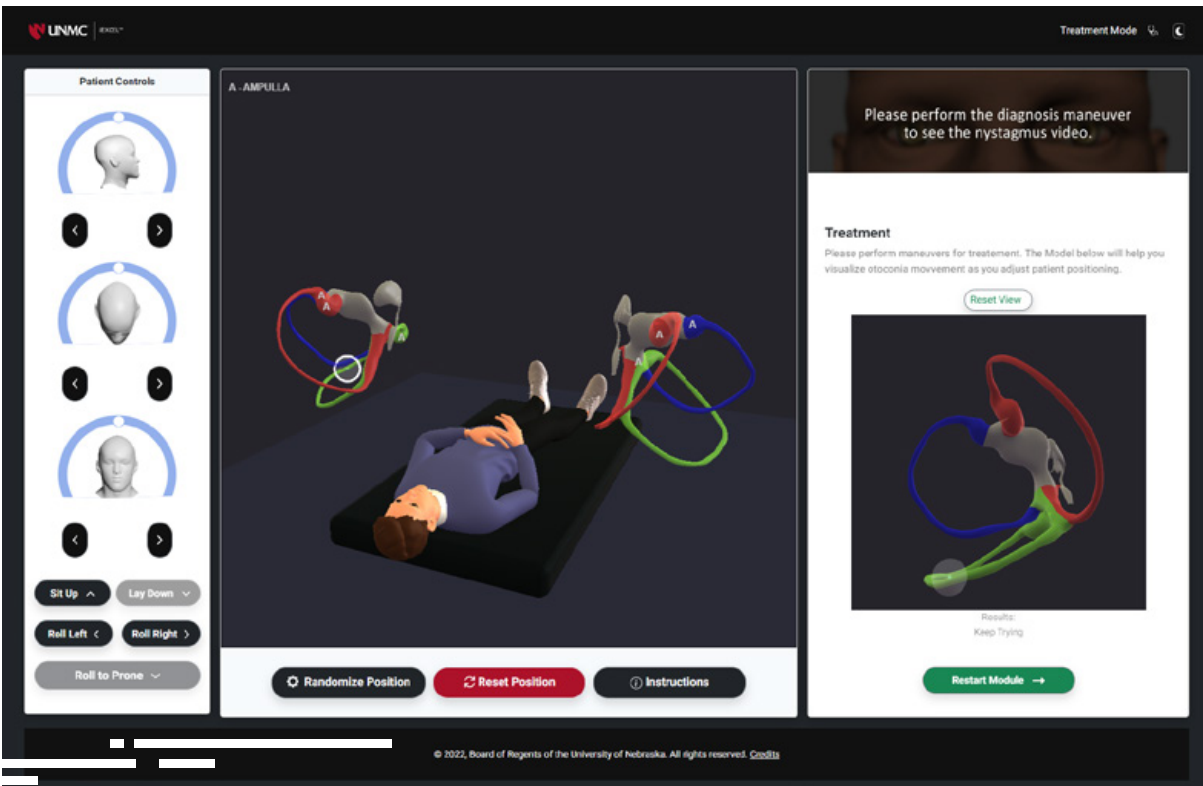 UNMC
Treatment Mode
Patient Controls
Sit Up
Lay Down
Roll Left
Roll Right
Roll to Prone
A - AMPULLA
A
A
A
A
A
A
Randomize Position
Reset Position
Instructions
Please perform the diagnosis maneuver
to see the nystagmus video.
Treatment
Please perform maneuvers for treatement. The Model below will help you
visualize otoconia movvement as you adjust patient positioning.
Reset View
Results:
Keep Trying
Restart Module
© 2022, Board of Regents of the University of Nebraska. All rights reserved. Credits